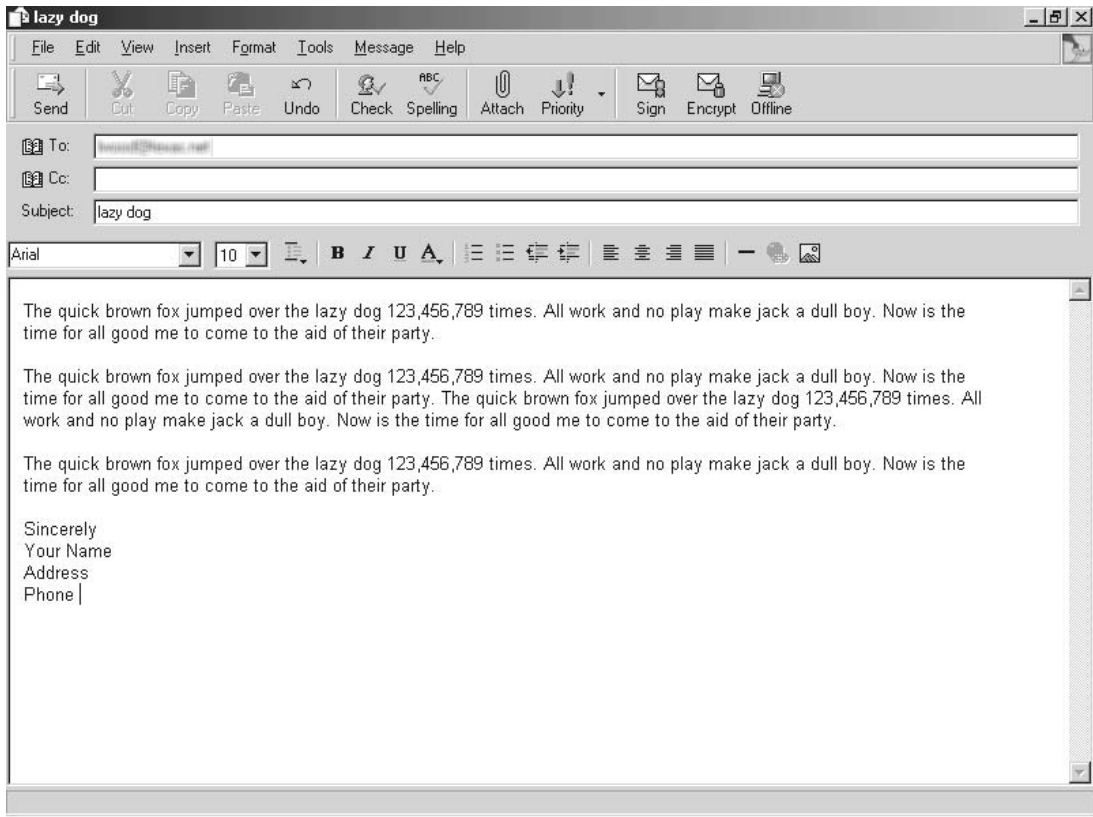 lazy dog
File Edit View Insert Format Tools Message Help
ABC
Send Cut Copy Paste Undo Check Spelling Attach Priority Sign Encrypt Offline
To:
Cc:
Subject: lazy dog
Arial 10 B I U A
The quick brown fox jumped over the lazy dog 123,456,789 times. All work and no play make jack a dull boy. Now is the
time for all good me to come to the aid of their party.
The quick brown fox jumped over the lazy dog 123,456,789 times. All work and no play make jack a dull boy. Now is the
time for all good me to come to the aid of their party. The quick brown fox jumped over the lazy dog 123,456,789 times. All
work and no play make jack a dull boy. Now is the time for all good me to come to the aid of their party.
The quick brown fox jumped over the lazy dog 123,456,789 times. All work and no play make jack a dull boy. Now is the
time for all good me to come to the aid of their party.
Sincerely
Your Name
Address
Phone